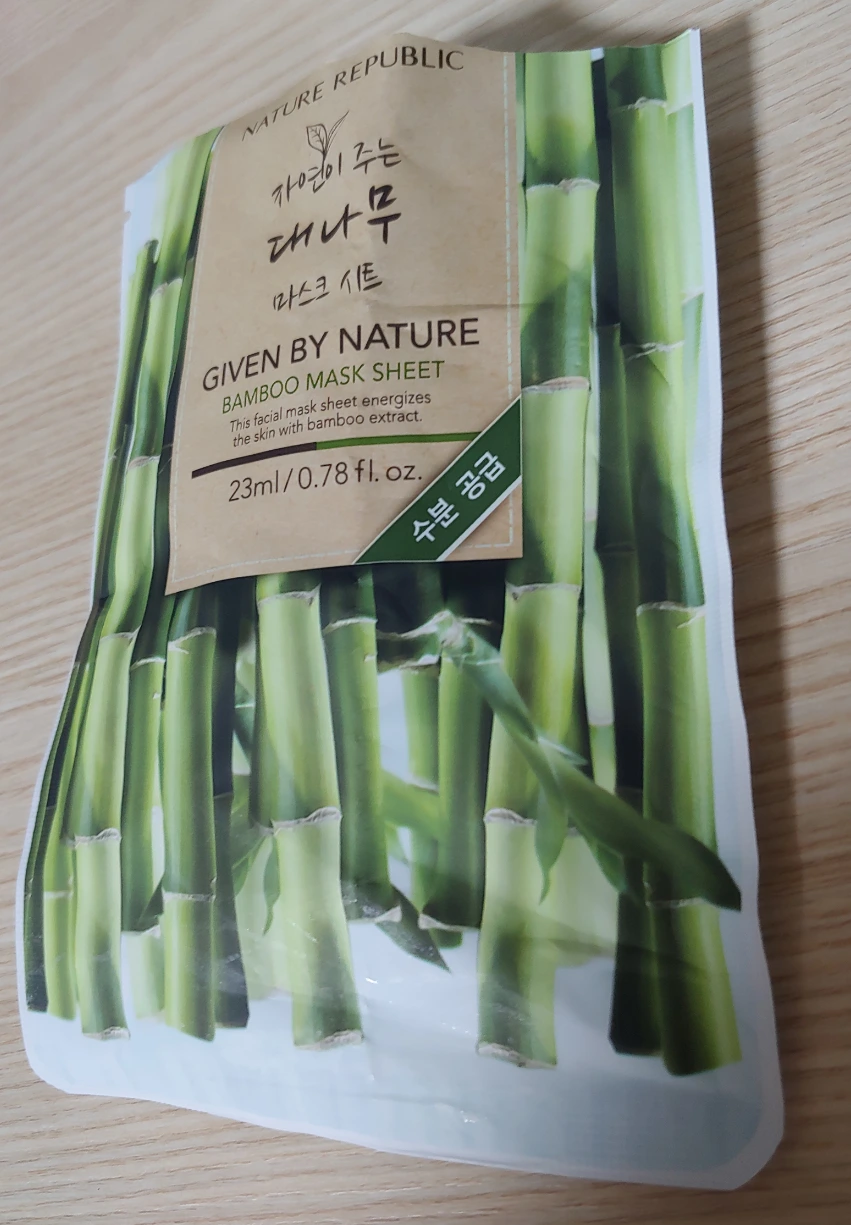 NATURE REPUBLIC
자연이 주는
대나무
마스크 시트
GIVEN BY NATURE
BAMBOO MASK SHEET
This facial mask sheet energizes
the skin with bamboo extract.
23ml / 0.78 fl. oz.
수분 공급